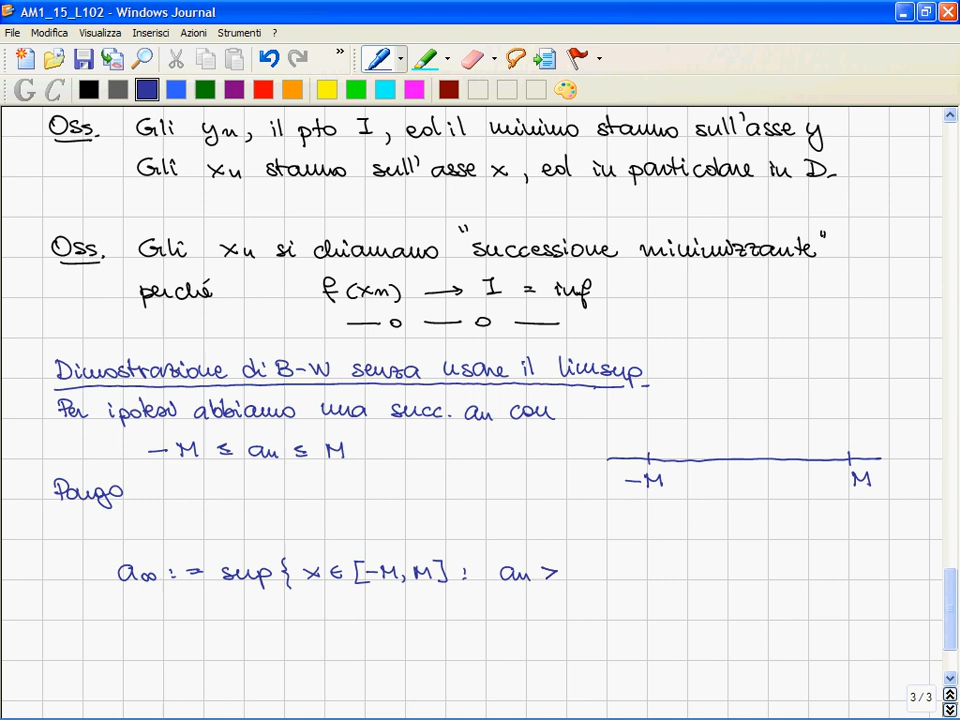 AM1_15_L102 - Windows Journal
File Modifica Visualizza Inserisci Azioni Strumenti ?
Oss. Gli yn, il pto I, ed il minimo stanno sull'asse y
Gli xn stanno sull'asse x, ed in particolare in D.
Oss. Gli xn si chiamano "successione minimizzante"
perché f(xn) → I = inf
— o — o —
Dimostrazione di B-W senza usare il limsup.
Per ipotesi abbiamo una succ. an con
-M ≤ an ≤ M
-M M
Pongo
a∞ := sup{ x ∈ [-M, M] : an >
3 / 3